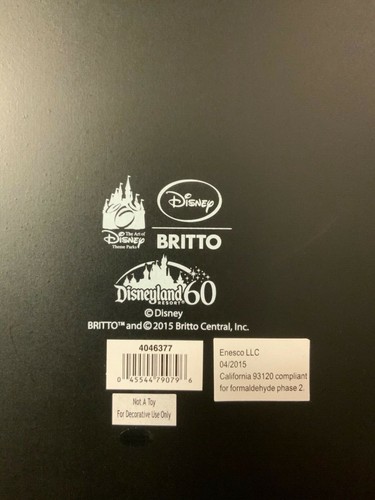 The Art of
Disney
Theme Parks
Disney
BRITTO
Disneyland 60
RESORT®
© Disney
BRITTO™ and © 2015 Britto Central, Inc.
4046377
0 45544 79079 6
Enesco LLC
04/2015
California 93120 compliant
for formaldehyde phase 2.
Not A Toy
For Decorative Use Only